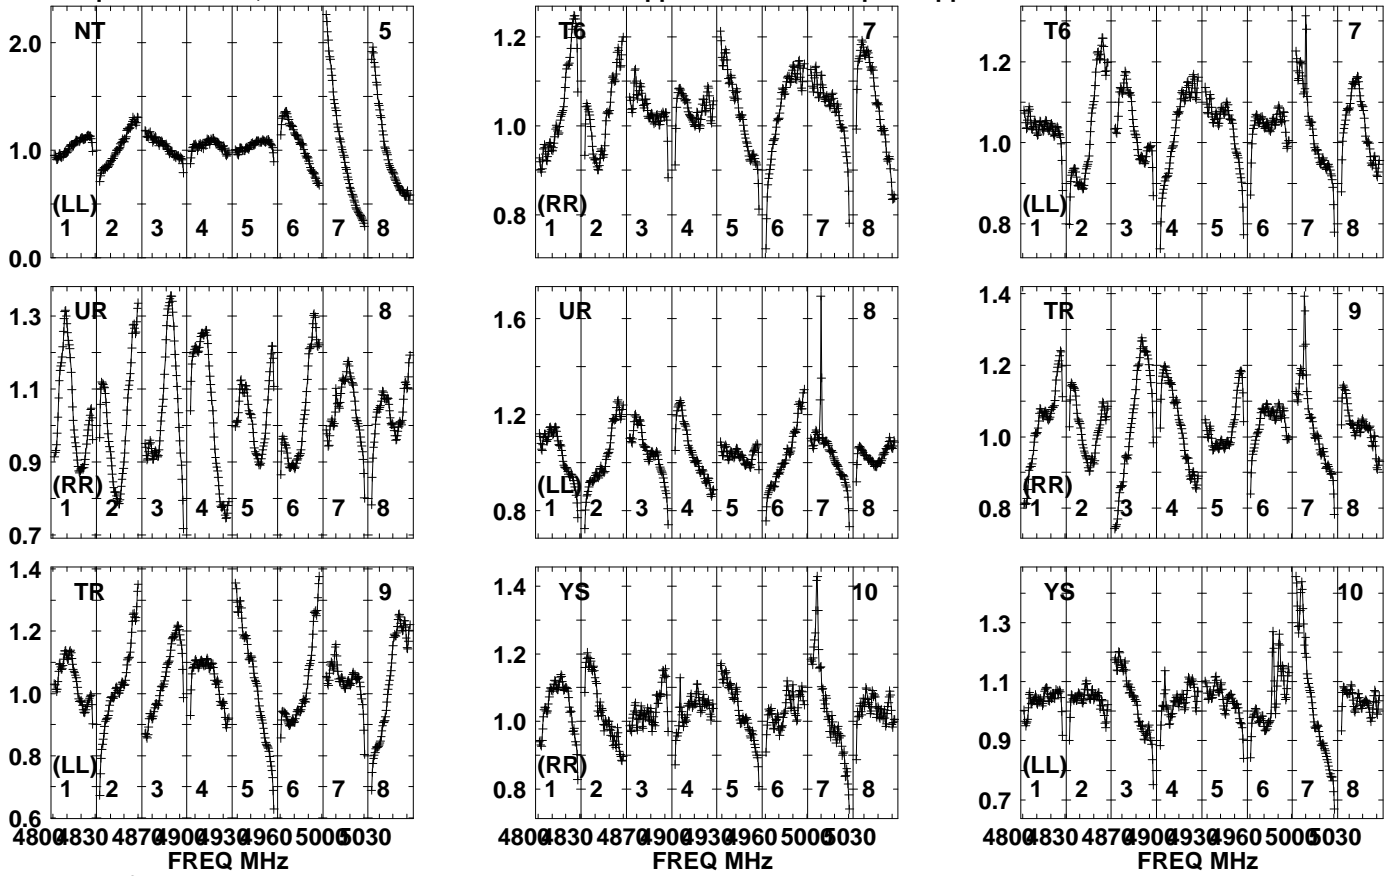 NT 5
2.0
1.0
0.0
(LL)
1 2 3 4 5 6 7 8
T6 7
1.2
1.0
0.8
(RR)
1 2 3 4 5 6 7 8
T6 7
1.2
1.0
0.8
(LL)
1 2 3 4 5 6 7 8
UR 8
1.3
1.1
0.9
0.7
(RR)
1 2 3 4 5 6 7 8
UR 8
1.6
1.2
0.8
(LL)
1 2 3 4 5 6 7 8
TR 9
1.4
1.2
1.0
0.8
(RR)
1 2 3 4 5 6 7 8
TR 9
1.4
1.2
1.0
0.8
0.6
(LL)
1 2 3 4 5 6 7 8
4800 4830 4870 4900 4930 4960 5000 5030
FREQ MHz
YS 10
1.4
1.2
1.0
0.8
(RR)
1 2 3 4 5 6 7 8
4800 4830 4870 4900 4930 4960 5000 5030
FREQ MHz
YS 10
1.3
1.1
0.9
0.7
(LL)
1 2 3 4 5 6 7 8
4800 4830 4870 4900 4930 4960 5000 5030
FREQ MHz